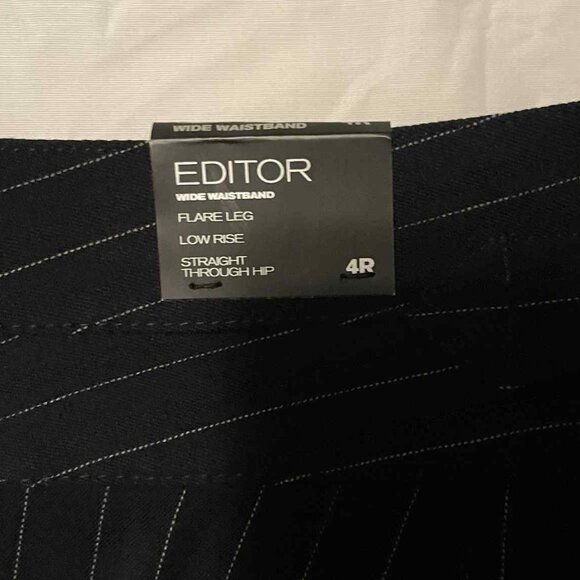 WIDE WAISTBAND
EDITOR
WIDE WAISTBAND
FLARE LEG
LOW RISE
STRAIGHT
THROUGH HIP
4R